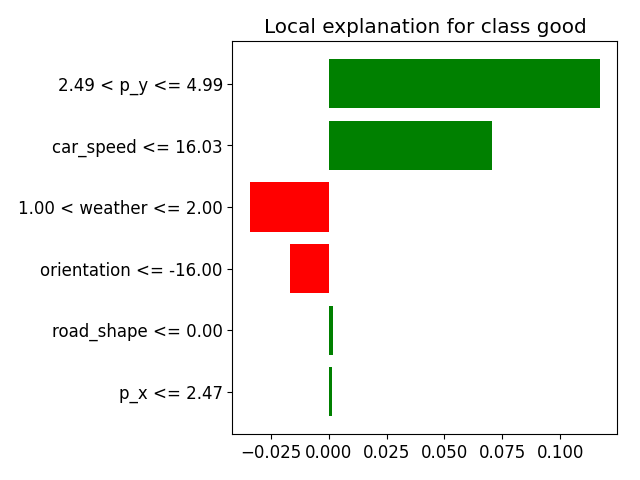 Local explanation for class good
2.49 < p_y <= 4.99
car_speed <= 16.03
1.00 < weather <= 2.00
orientation <= -16.00
road_shape <= 0.00
p_x <= 2.47
−0.025 0.000 0.025 0.050 0.075 0.100